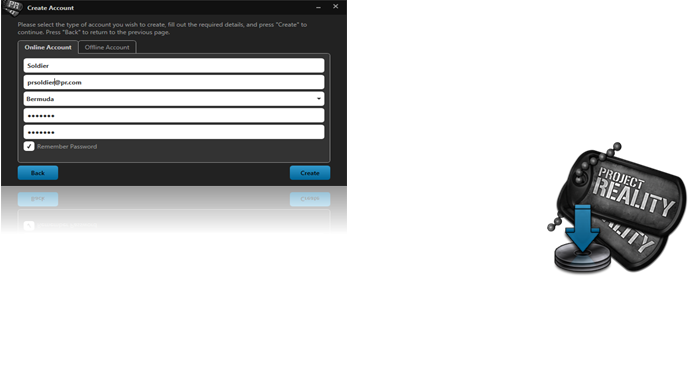 PR
Create Account
Please select the type of account you wish to create, fill out the required details, and press "Create" to
continue. Press "Back" to return to the previous page.
Online Account Offline Account
Soldier
prsoldier@pr.com
Bermuda
•••••••
•••••••
Remember Password
Back Create
PROJECT
REALITY